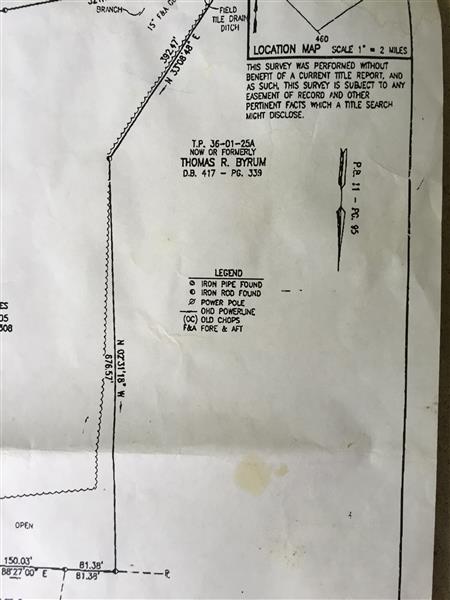 BRANCH
15" F&A
FIELD
TILE DRAIN
DITCH
392.47'
N 33°08'48" E
460
LOCATION MAP SCALE 1" = 2 MILES
THIS SURVEY WAS PERFORMED WITHOUT
BENEFIT OF A CURRENT TITLE REPORT, AND
AS SUCH, THIS SURVEY IS SUBJECT TO ANY
EASEMENT OF RECORD AND OTHER
PERTINENT FACTS WHICH A TITLE SEARCH
MIGHT DISCLOSE.
T.P. 36-01-25A
NOW OR FORMERLY
THOMAS R. BYRUM
D.B. 417 - PG. 339
P.B. 11 - PG. 95
LEGEND
IRON PIPE FOUND
IRON ROD FOUND
POWER POLE
OHD POWERLINE
(OC) OLD CHOPS
F&A FORE & AFT
ES
05
308
N 02°31'18" W
676.57'
OPEN
150.03'
88°27'00" E
81.38'
81.38'